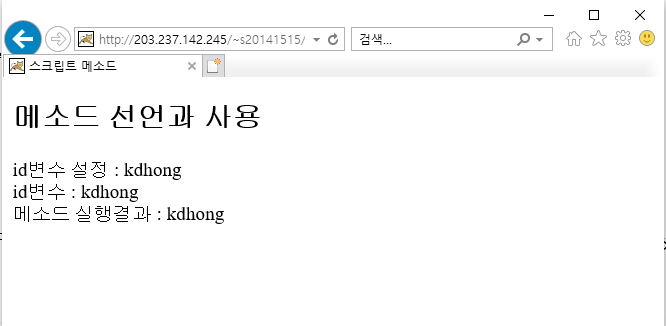 http://203.237.142.245/~s20141515/
검색...
스크립트 메소드
메소드 선언과 사용
id변수 설정 : kdhong
id변수 : kdhong
메소드 실행결과 : kdhong